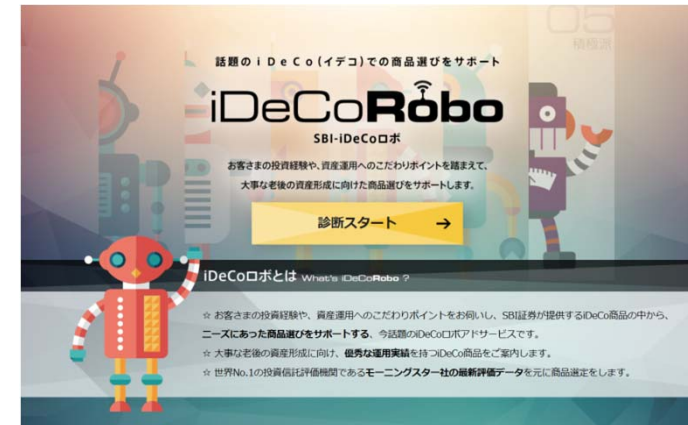 05
積極派
話題のiDeCo(イデコ)での商品選びをサポート
iDeCoRobo
SBI-iDeCoロボ
お客さまの投資経験や、資産運用へのこだわりポイントを踏まえて、
大事な老後の資産形成に向けた商品選びをサポートします。
診断スタート →
iDeCoロボとは What's iDeCoRobo ?
☆ お客さまの投資経験や、資産運用へのこだわりポイントをお伺いし、SBI証券が提供するiDeCo商品の中から、
ニーズにあった商品選びをサポートする、今話題のiDeCoロボアドサービスです。
☆ 大事な老後の資産形成に向け、優秀な運用実績を持つiDeCo商品をご案内します。
☆ 世界No.1の投資信託評価機関であるモーニングスター社の最新評価データを元に商品選定をします。